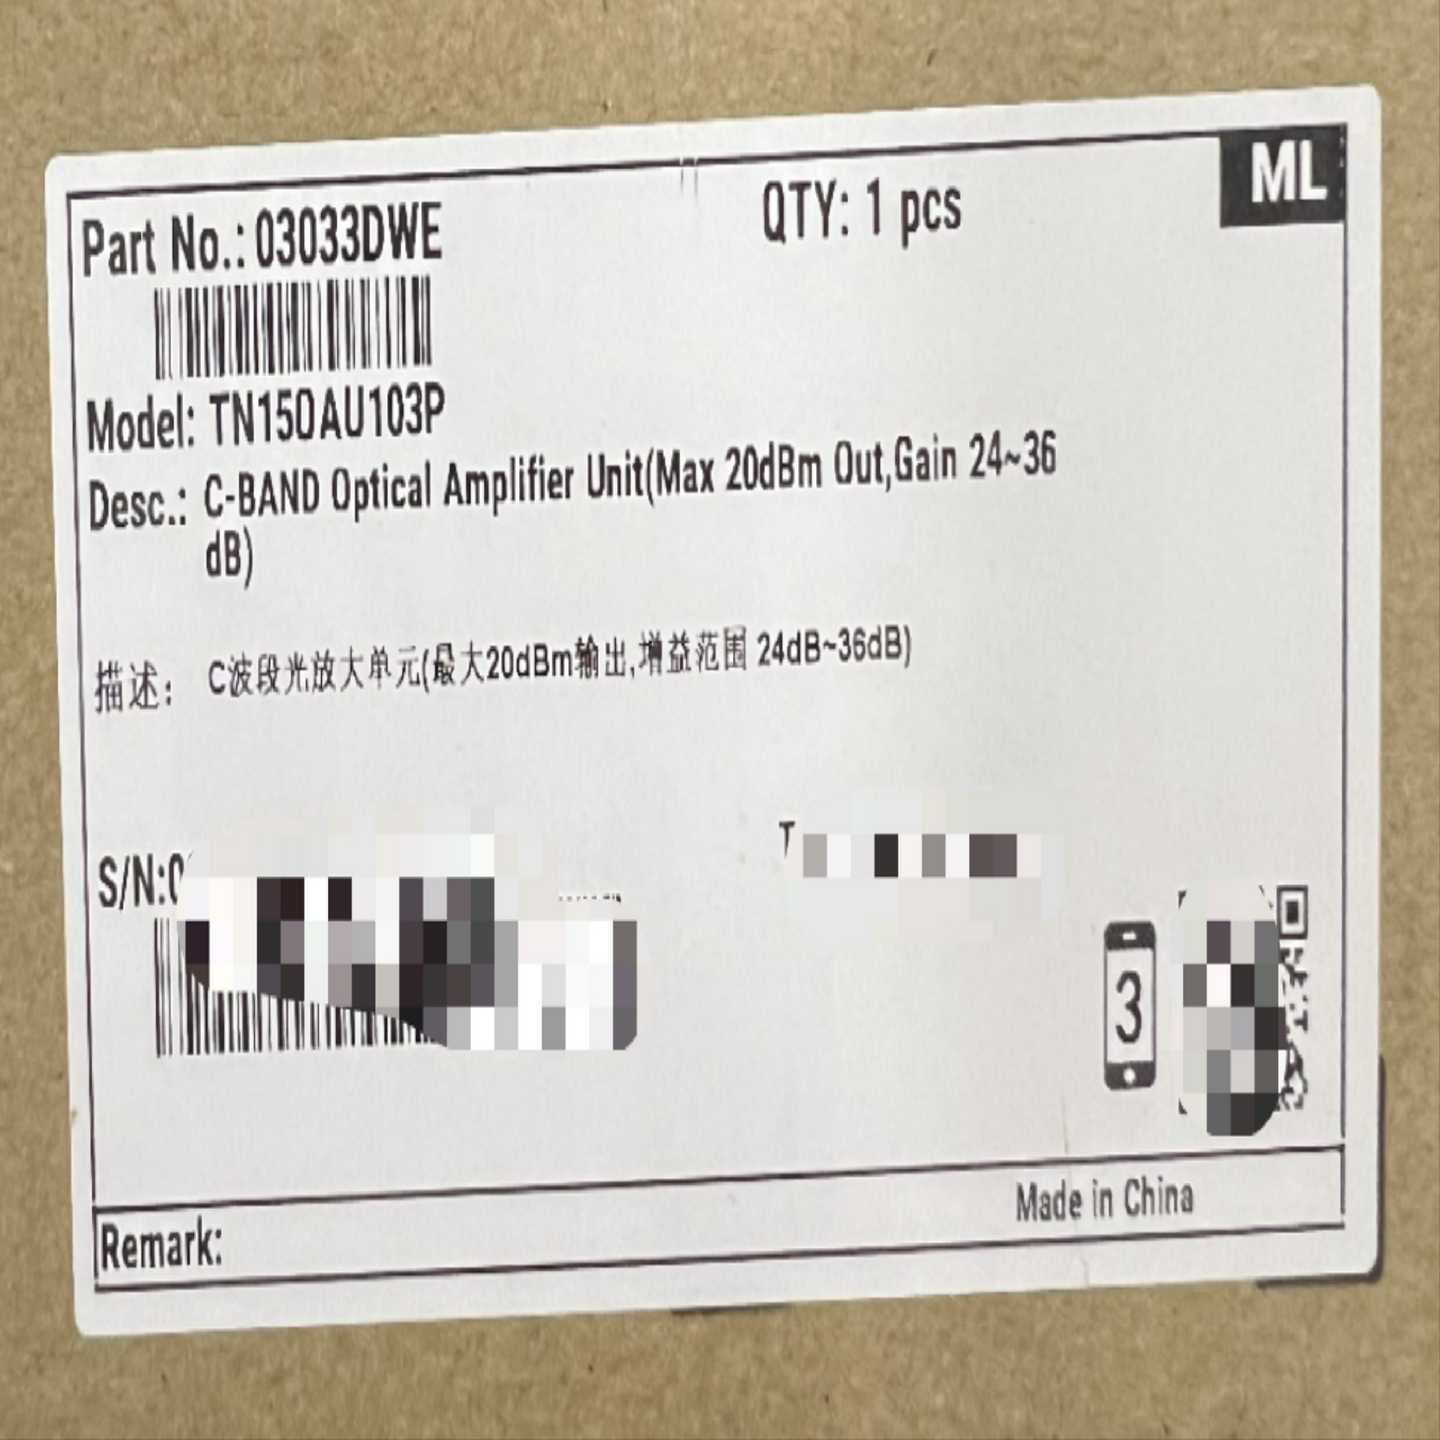 ML
Part No.: 03033DWE
QTY: 1 pcs
Model: TN15OAU103P
Desc.: C-BAND Optical Amplifier Unit(Max 20dBm Out,Gain 24~36
dB)
描述: C波段光放大单元(最大20dBm输出,增益范围 24dB~36dB)
S/N:0
T
3
Made in China
Remark: